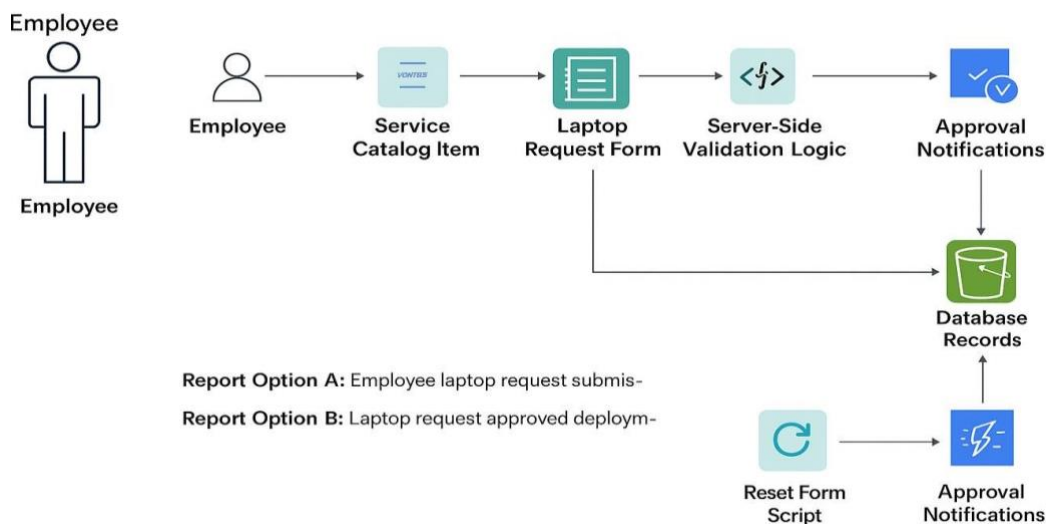 Employee
Employee
Employee
Service
Catalog Item
Laptop
Request Form
Server-Side
Validation Logic
Approval
Notifications
Database
Records
Report Option A: Employee laptop request submis-
Report Option B: Laptop request approved deploym-
Reset Form
Script
Approval
Notifications